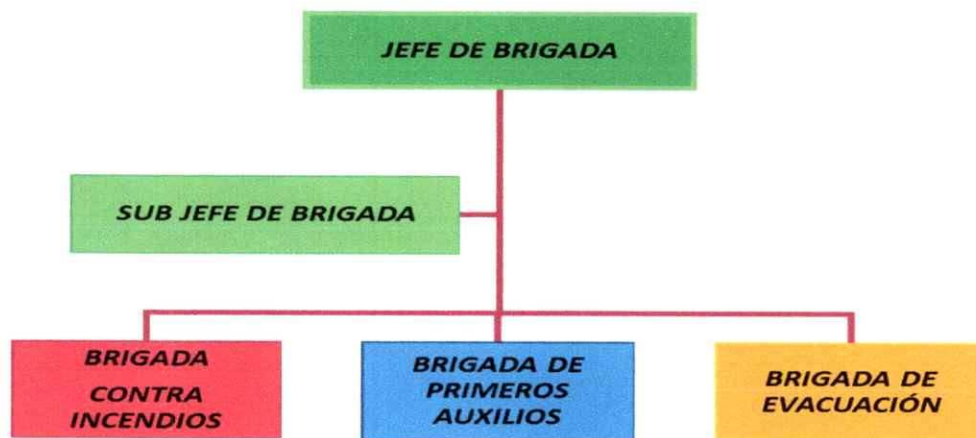 JEFE DE BRIGADA
SUB JEFE DE BRIGADA
BRIGADA
CONTRA
INCENDIOS
BRIGADA DE
PRIMEROS
AUXILIOS
BRIGADA DE
EVACUACIÓN